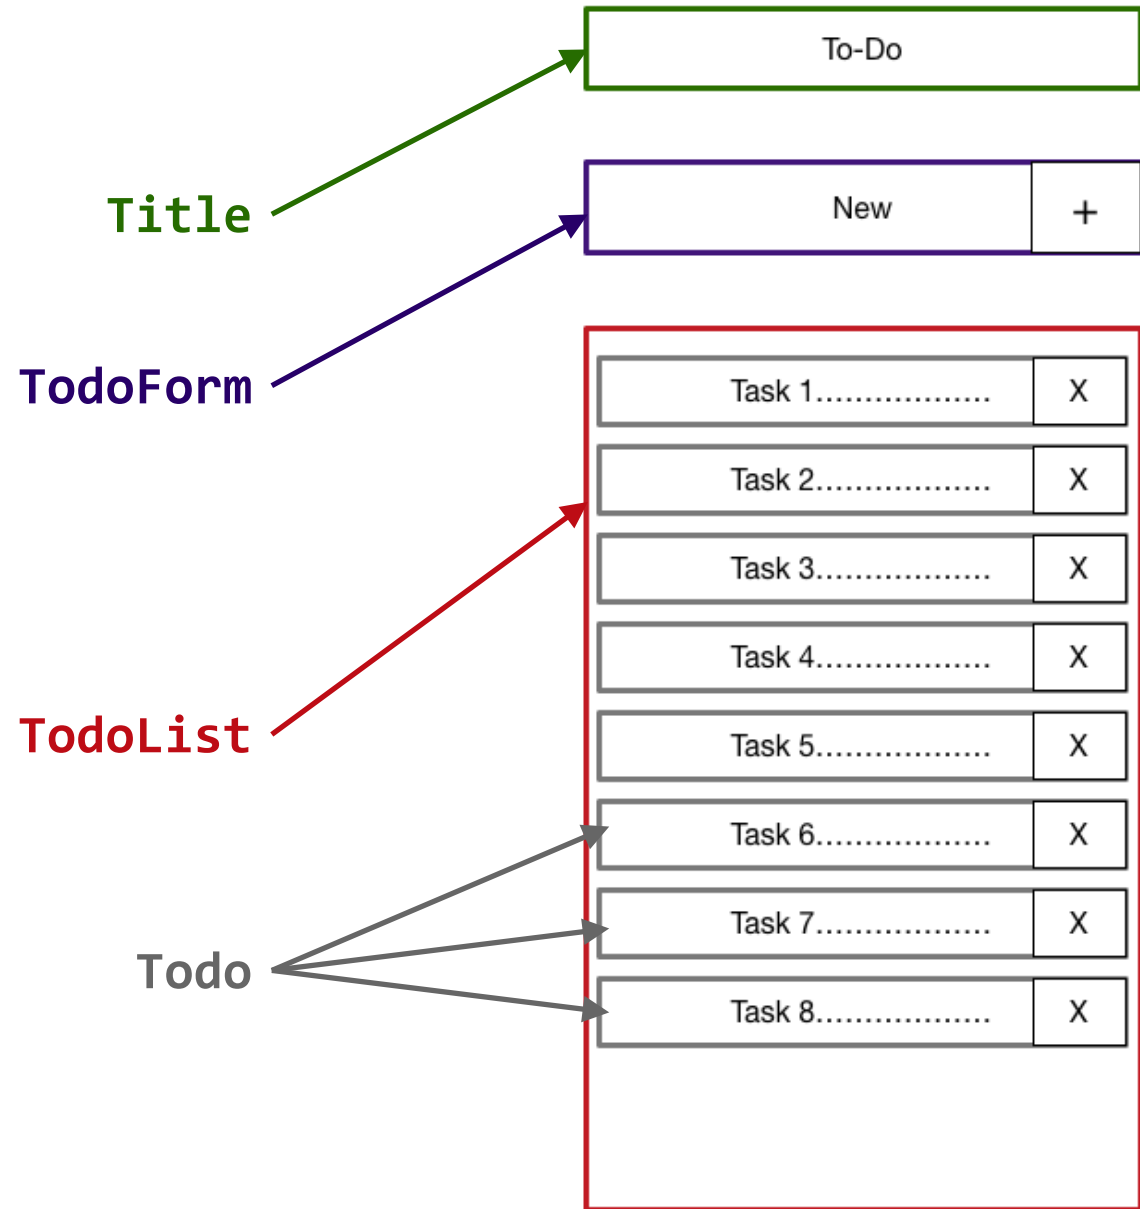 To-Do
Title
New +
TodoForm
Task 1.................. X
Task 2.................. X
Task 3.................. X
Task 4.................. X
TodoList
Task 5.................. X
Task 6.................. X
Task 7.................. X
Todo
Task 8.................. X